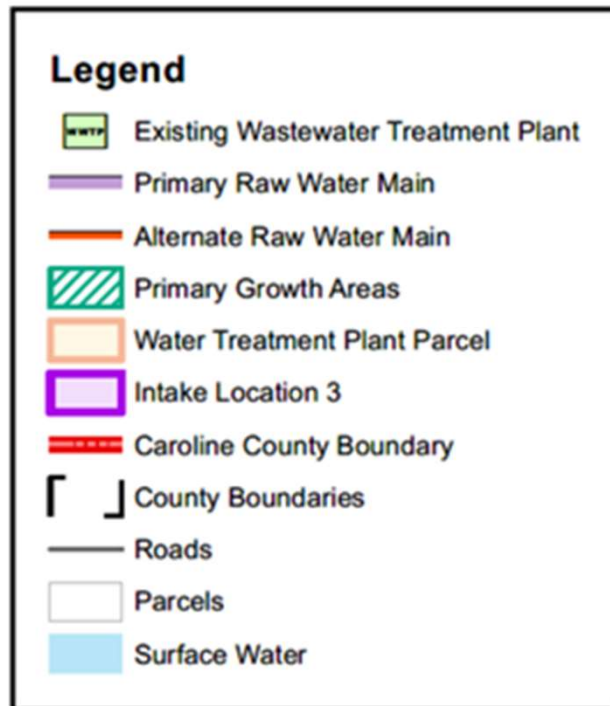 Legend
WWTP Existing Wastewater Treatment Plant
Primary Raw Water Main
Alternate Raw Water Main
Primary Growth Areas
Water Treatment Plant Parcel
Intake Location 3
Caroline County Boundary
County Boundaries
Roads
Parcels
Surface Water